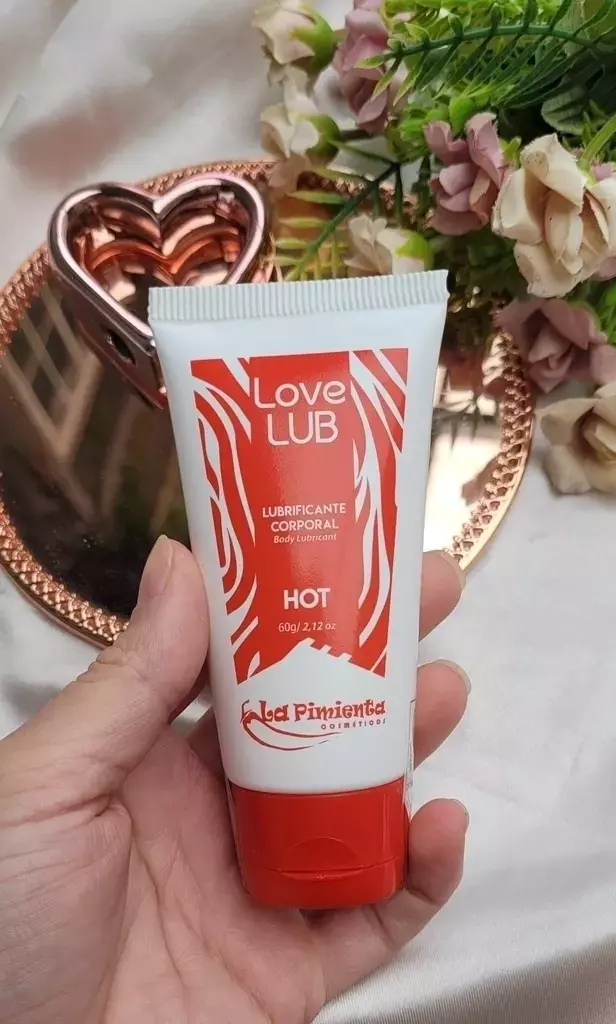 Love
LUB
LUBRIFICANTE
CORPORAL
Body Lubricant
HOT
60g/ 2,12 oz
La Pimienta
COSMÉTICOS